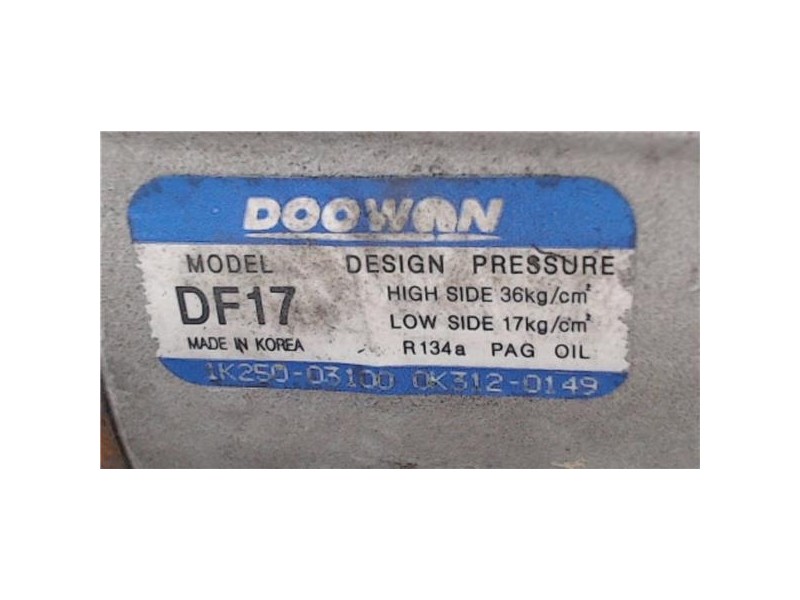 DOOWON
MODEL DESIGN PRESSURE
DF17 HIGH SIDE 36kg/cm²
LOW SIDE 17kg/cm²
MADE IN KOREA R134a PAG OIL
1K250-03100 0K312-0149